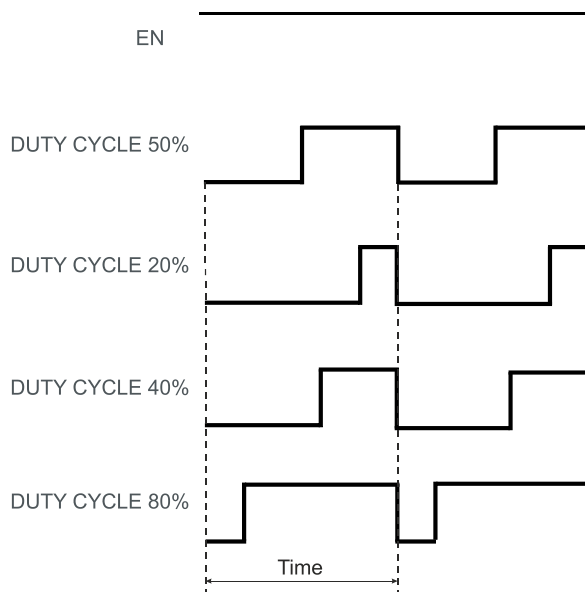 EN
DUTY CYCLE 50%
DUTY CYCLE 20%
DUTY CYCLE 40%
DUTY CYCLE 80%
Time